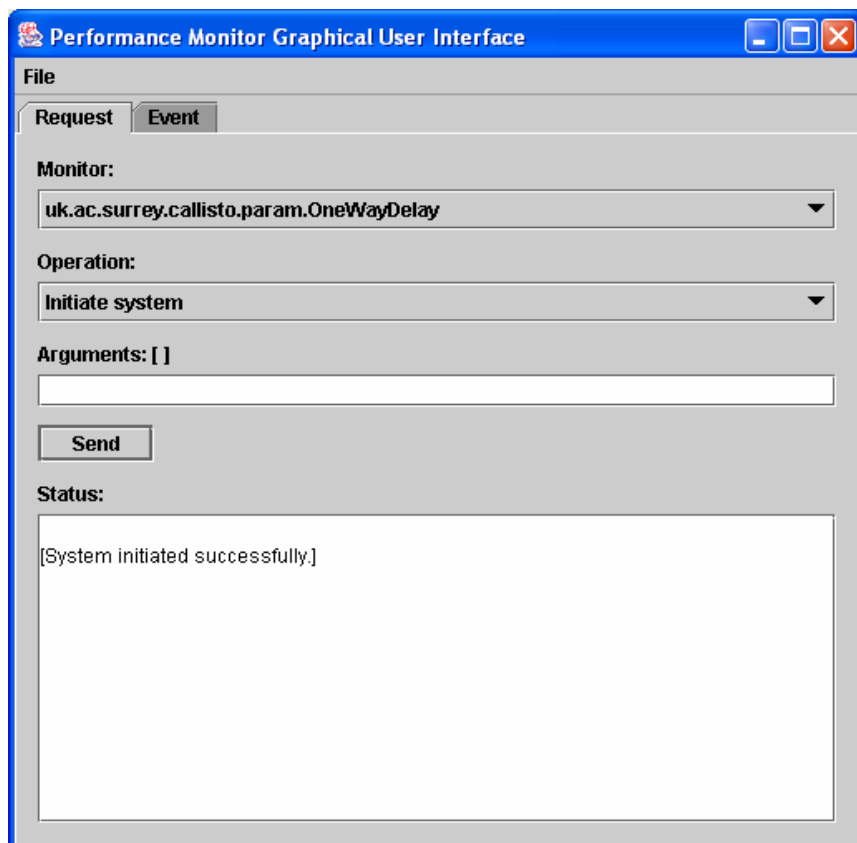 Performance Monitor Graphical User Interface
File
Request Event
Monitor:
uk.ac.surrey.callisto.param.OneWayDelay
Operation:
Initiate system
Arguments: [ ]
Send
Status:
[System initiated successfully.]